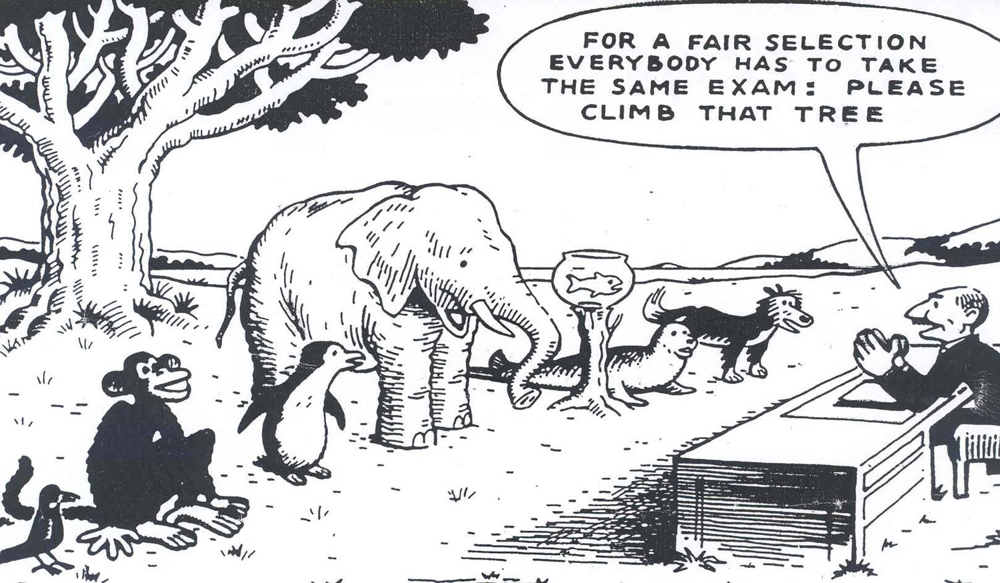 FOR A FAIR SELECTION
EVERYBODY HAS TO TAKE
THE SAME EXAM: PLEASE
CLIMB THAT TREE